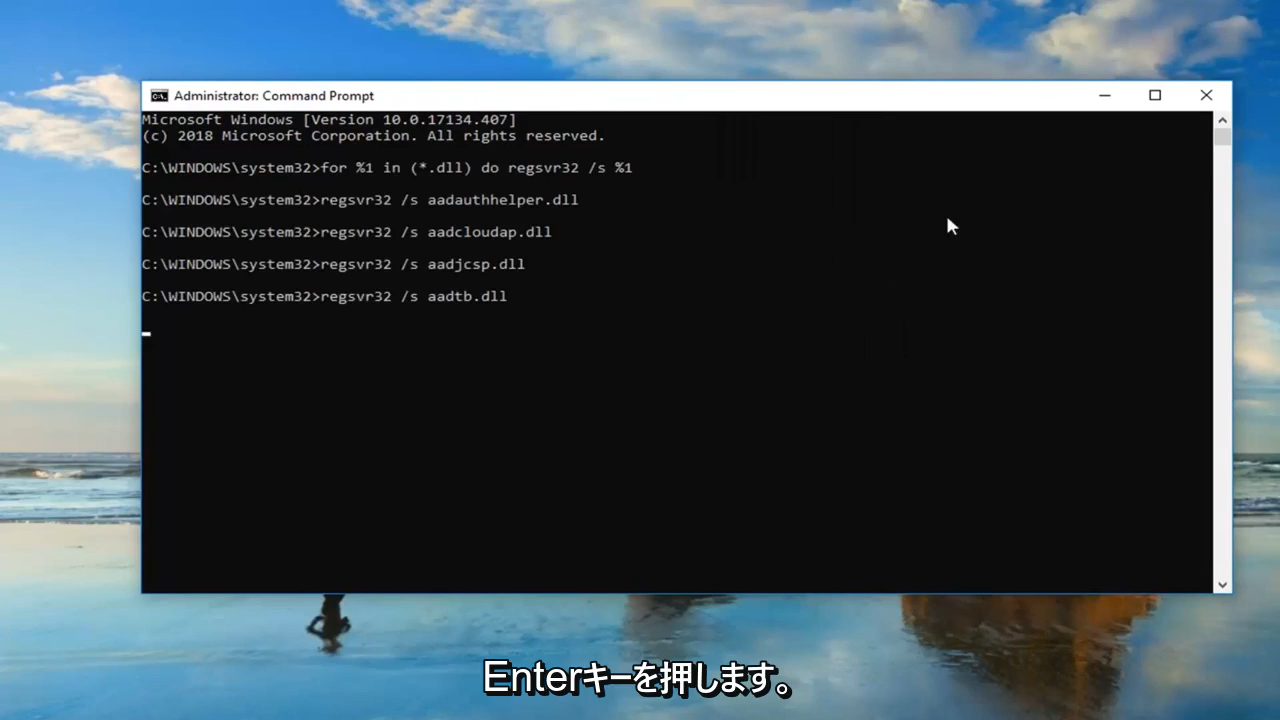 Administrator: Command Prompt
Microsoft Windows [Version 10.0.17134.407]
(c) 2018 Microsoft Corporation. All rights reserved.
C:\WINDOWS\system32>for %1 in (*.dll) do regsvr32 /s %1
C:\WINDOWS\system32>regsvr32 /s aadauthhelper.dll
C:\WINDOWS\system32>regsvr32 /s aadcloudap.dll
C:\WINDOWS\system32>regsvr32 /s aadjcsp.dll
C:\WINDOWS\system32>regsvr32 /s aadtb.dll
Enterキーを押します。